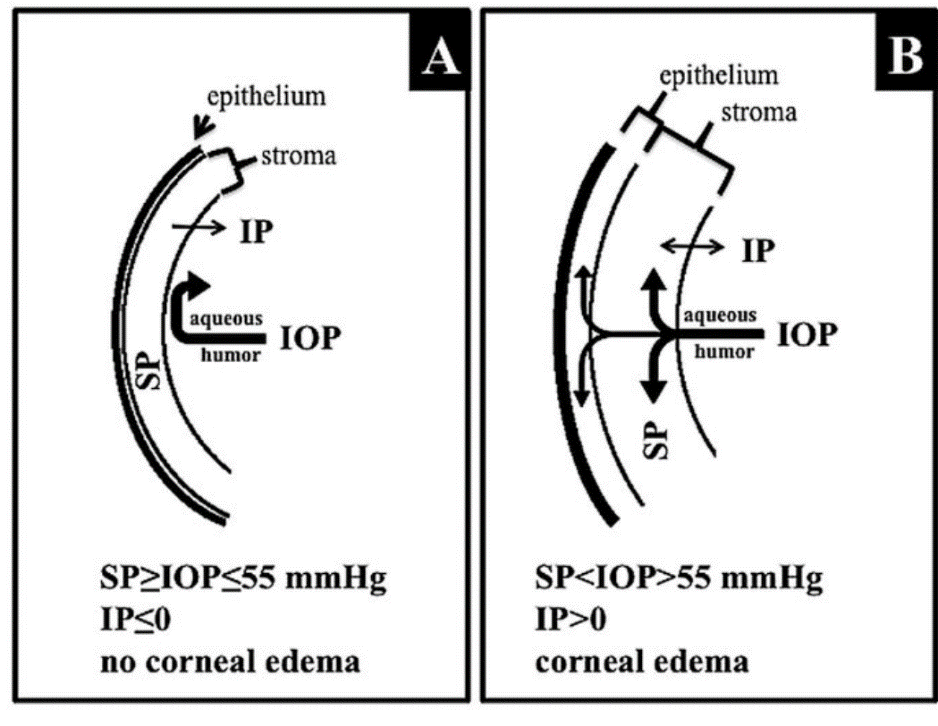 A
epithelium
stroma
IP
aqueous
humor
IOP
SP
SP≥IOP≤55 mmHg
IP≤0
no corneal edema
B
epithelium
stroma
IP
aqueous
humor
IOP
SP
SP<IOP>55 mmHg
IP>0
corneal edema